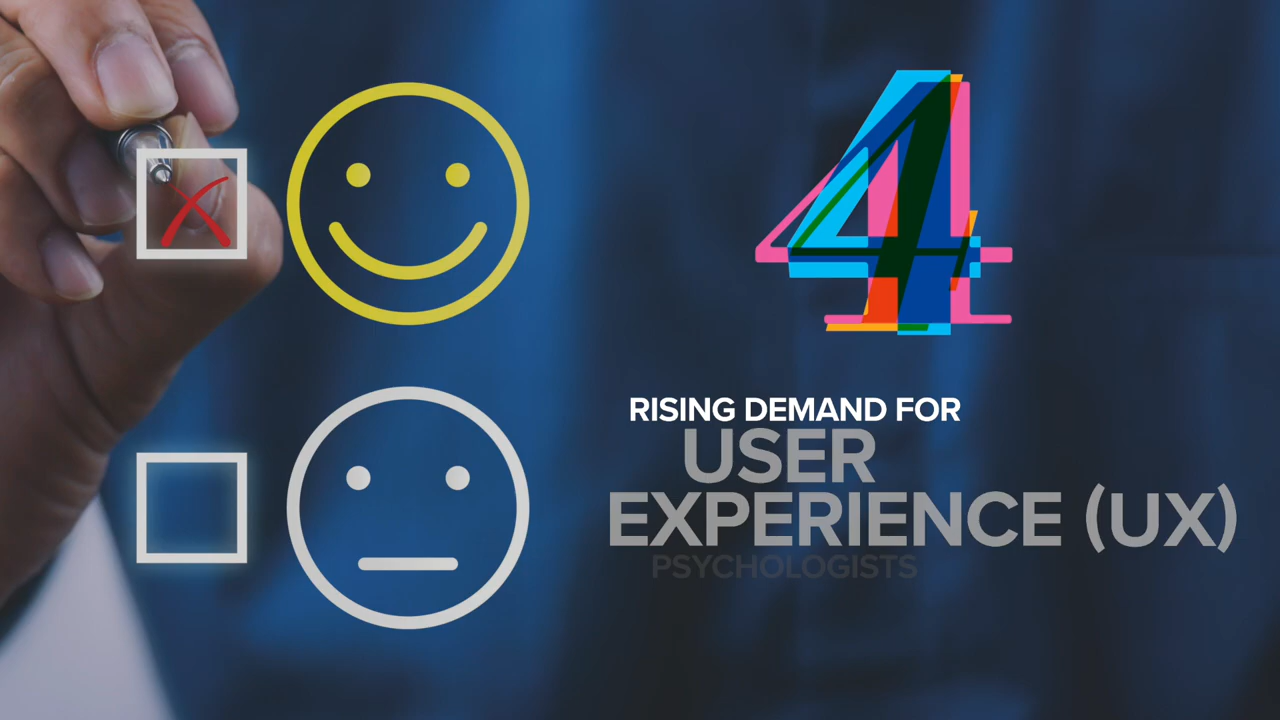 4
RISING DEMAND FOR
USER
EXPERIENCE (UX)
PSYCHOLOGISTS